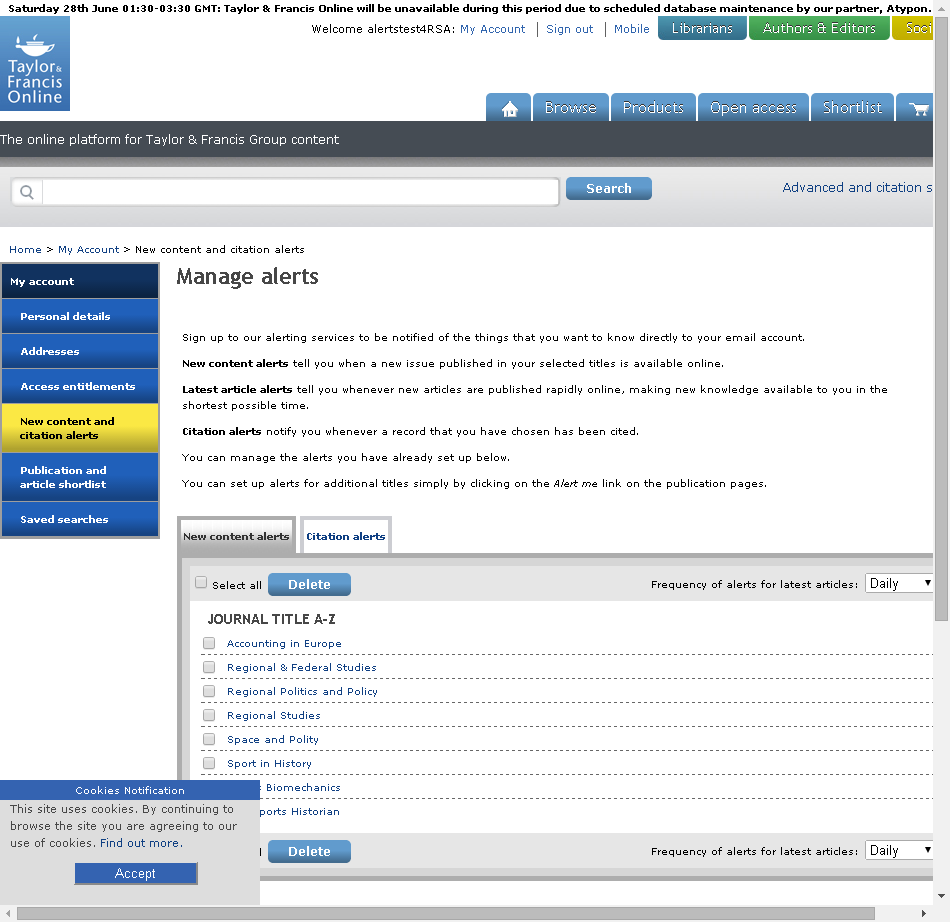 Saturday 28th June 01:30-03:30 GMT: Taylor & Francis Online will be unavailable during this period due to scheduled database maintenance by our partner, Atypon.
Welcome alertstest4RSA: My Account | Sign out | Mobile Librarians Authors & Editors Soci
Taylor & Francis Online
Browse Products Open access Shortlist
The online platform for Taylor & Francis Group content
Search Advanced and citation s
Home > My Account > New content and citation alerts
My account
Personal details
Addresses
Access entitlements
New content and
citation alerts
Publication and
article shortlist
Saved searches
Manage alerts
Sign up to our alerting services to be notified of the things that you want to know directly to your email account.
New content alerts tell you when a new issue published in your selected titles is available online.
Latest article alerts tell you whenever new articles are published rapidly online, making new knowledge available to you in the
shortest possible time.
Citation alerts notify you whenever a record that you have chosen has been cited.
You can manage the alerts you have already set up below.
You can set up alerts for additional titles simply by clicking on the Alert me link on the publication pages.
New content alerts Citation alerts
Select all Delete Frequency of alerts for latest articles: Daily
JOURNAL TITLE A-Z
Accounting in Europe
Regional & Federal Studies
Regional Politics and Policy
Regional Studies
Space and Polity
Sport in History
Biomechanics
ports Historian
Delete Frequency of alerts for latest articles: Daily
Cookies Notification
This site uses cookies. By continuing to
browse the site you are agreeing to our
use of cookies. Find out more.
Accept